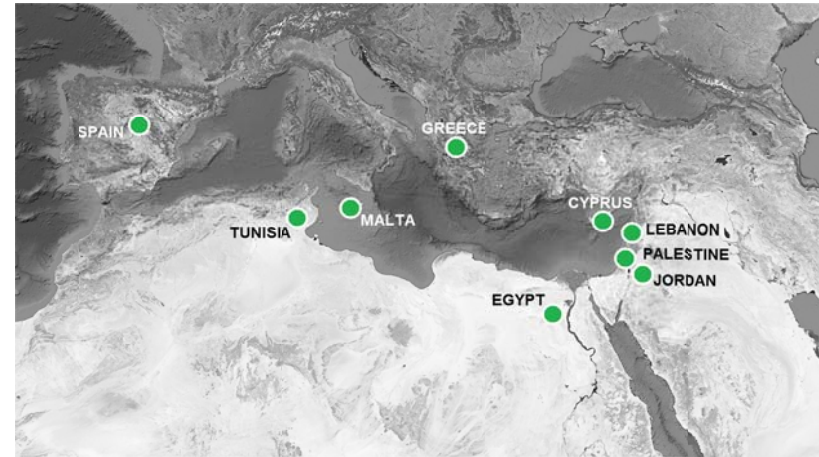 SPAIN
GREECE
CYPRUS
MALTA
TUNISIA
LEBANON
PALESTINE
JORDAN
EGYPT